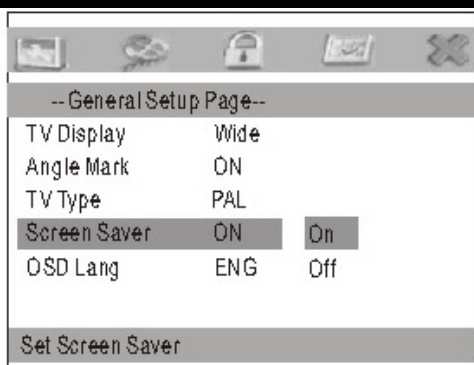 --General Setup Page--
TV Display Wide
Angle Mark ON
TV Type PAL
Screen Saver ON On
OSD Lang ENG Off
Set Screen Saver